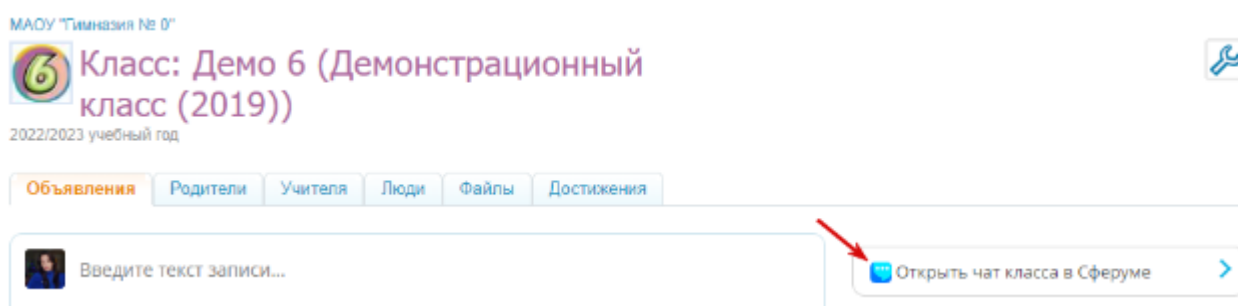 МАОУ "Гимназия № 0"
6
Класс: Демо 6 (Демонстрационный
класс (2019))
2022/2023 учебный год
Объявления Родители Учителя Люди Файлы Достижения
Введите текст записи...
Открыть чат класса в Сферуме